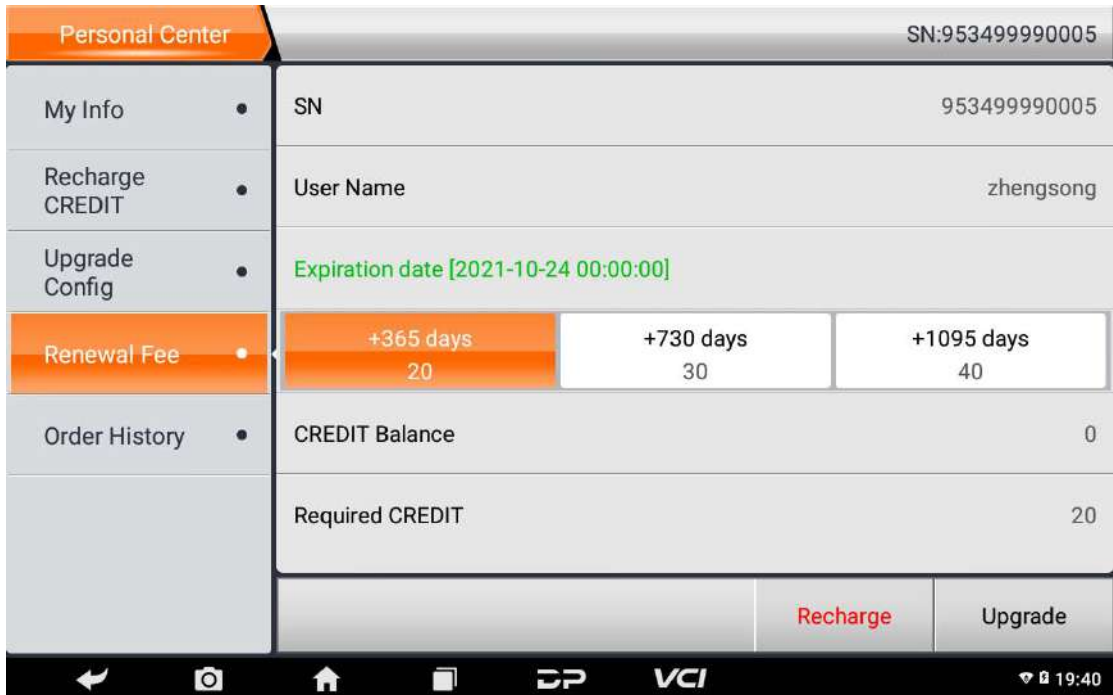 Personal Center
SN:953499990005
My Info
Recharge
CREDIT
Upgrade
Config
Renewal Fee
Order History
SN 953499990005
User Name zhengsong
Expiration date [2021-10-24 00:00:00]
+365 days +730 days +1095 days
20 30 40
CREDIT Balance 0
Required CREDIT 20
Recharge Upgrade
DP VCI 19:40